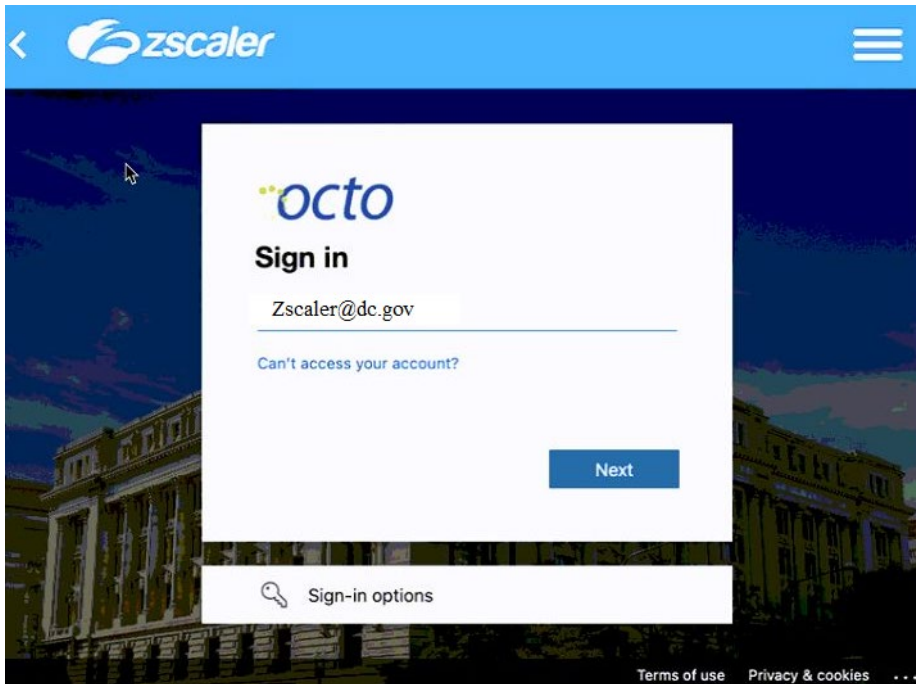 zscaler
octo
Sign in
Zscaler@dc.gov
Can't access your account?
Next
Sign-in options
Terms of use Privacy & cookies ...